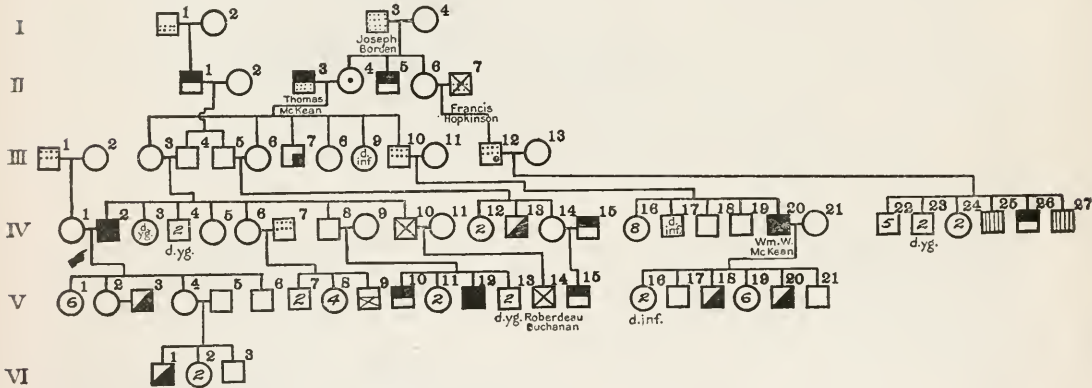 I 1 2 3 4
Joseph
Borden
II 1 2 3 4 5 6 7
Thomas
McKean
Francis
Hopkinson
III 1 2 3 4 5 6 7 6 9 10 11 12 13
d.
inf.
IV 1 2 3 4 5 6 7 8 9 10 11 12 13 14 15 16 17 18 19 20 21 22 23 24 25 26 27
d.
yg. 2 2 8 d.
inf. 5 2 2
d.yg. d.yg.
Wm. W.
McKean
V 1 2 3 4 5 6 7 8 9 10 11 12 13 14 15 16 17 18 19 20 21
6 2 4 2 2 2 6
d.yg. Roberdeau
Buchanan
d.inf.
VI 1 2 3
2